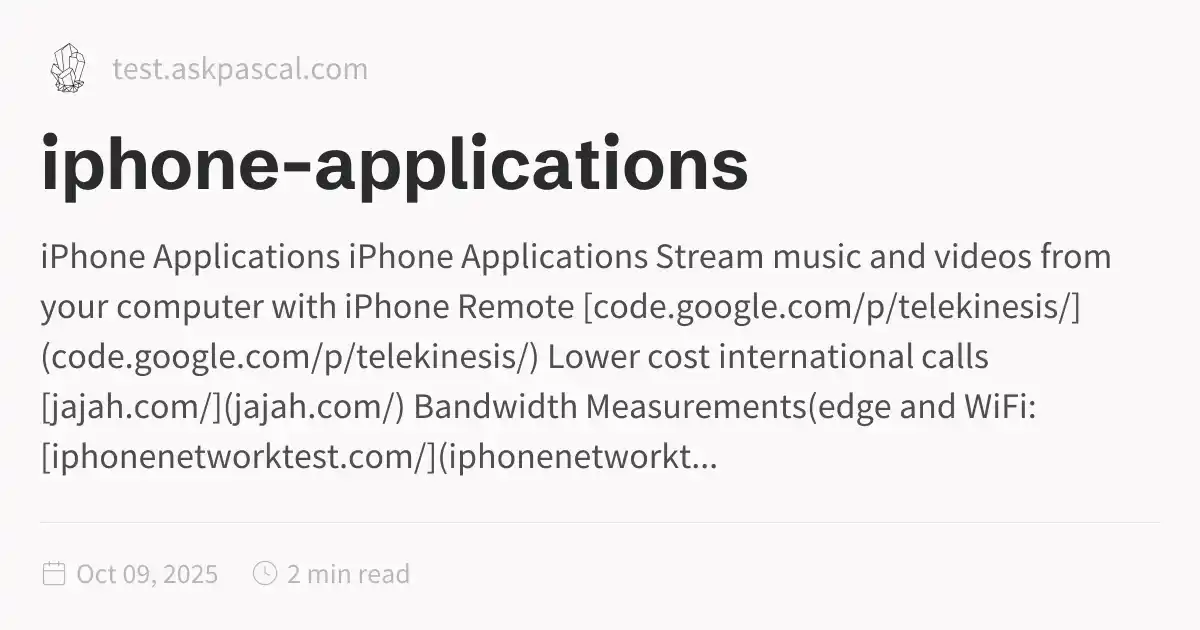 test.askpascal.com
iphone-applications
iPhone Applications iPhone Applications Stream music and videos from
your computer with iPhone Remote [code.google.com/p/telekinesis/]
(code.google.com/p/telekinesis/) Lower cost international calls
[jajah.com/](jajah.com/) Bandwidth Measurements(edge and WiFi:
[iphonenetworktest.com/](iphonenetworkt...
Oct 09, 2025 2 min read